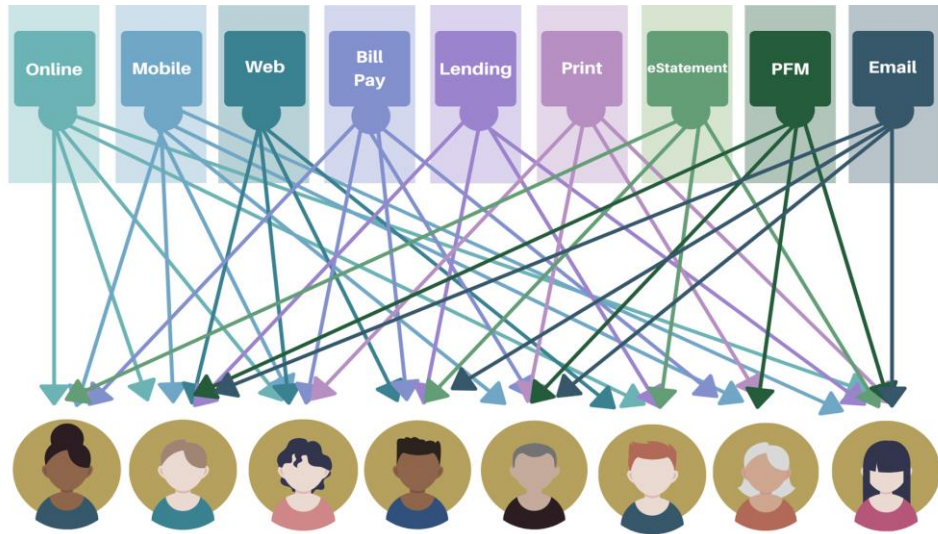 Online
Mobile
Web
Bill
Pay
Lending
Print
eStatement
PFM
Email